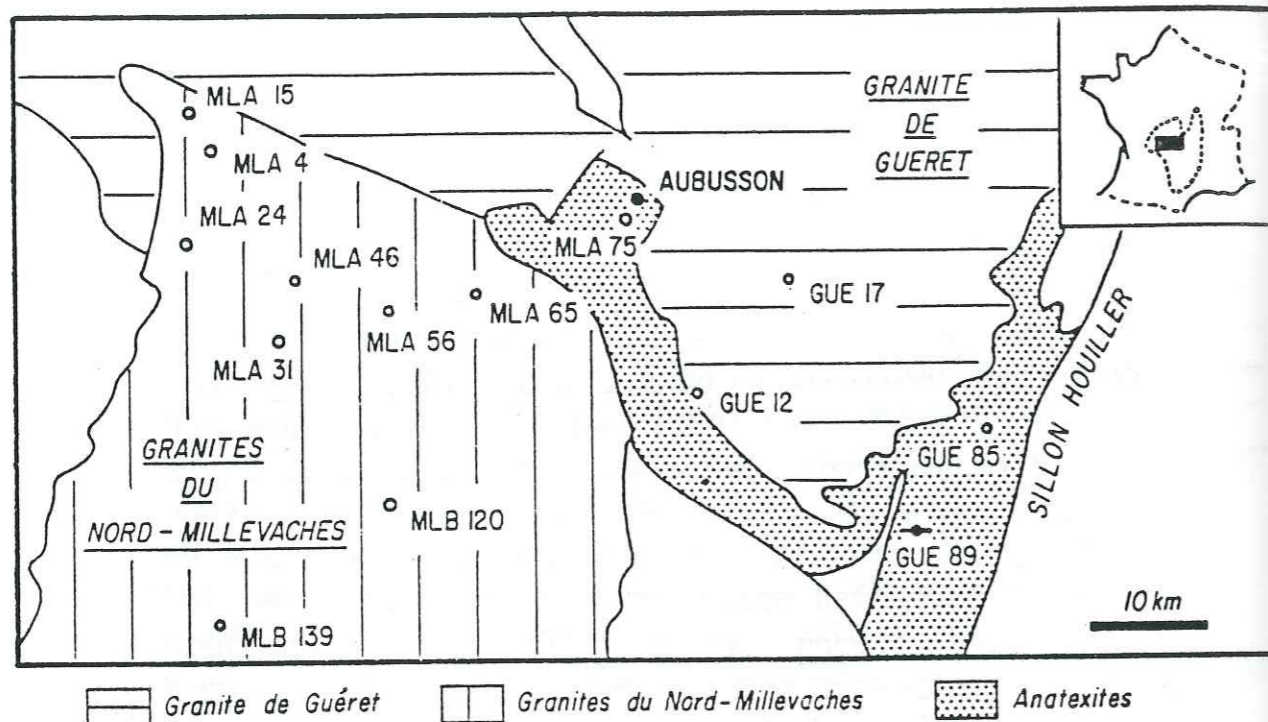 MLA 15
MLA 4
MLA 24
MLA 46
MLA 31
MLA 56
MLA 65
AUBUSSON
MLA 75
GRANITE
DE
GUERET
GUE 17
GUE 12
GUE 85
GUE 89
SILLON HOUILLER
GRANITES
DU
NORD-MILLEVACHES
MLB 120
MLB 139
10 km
Granite de Guéret
Granites du Nord-Millevaches
Anatexites